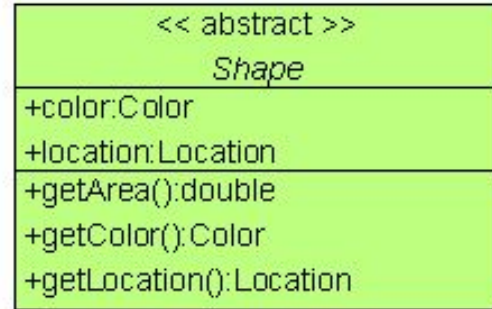 << abstract >>
Shape
+color:Color
+location:Location
+getArea():double
+getColor():Color
+getLocation():Location